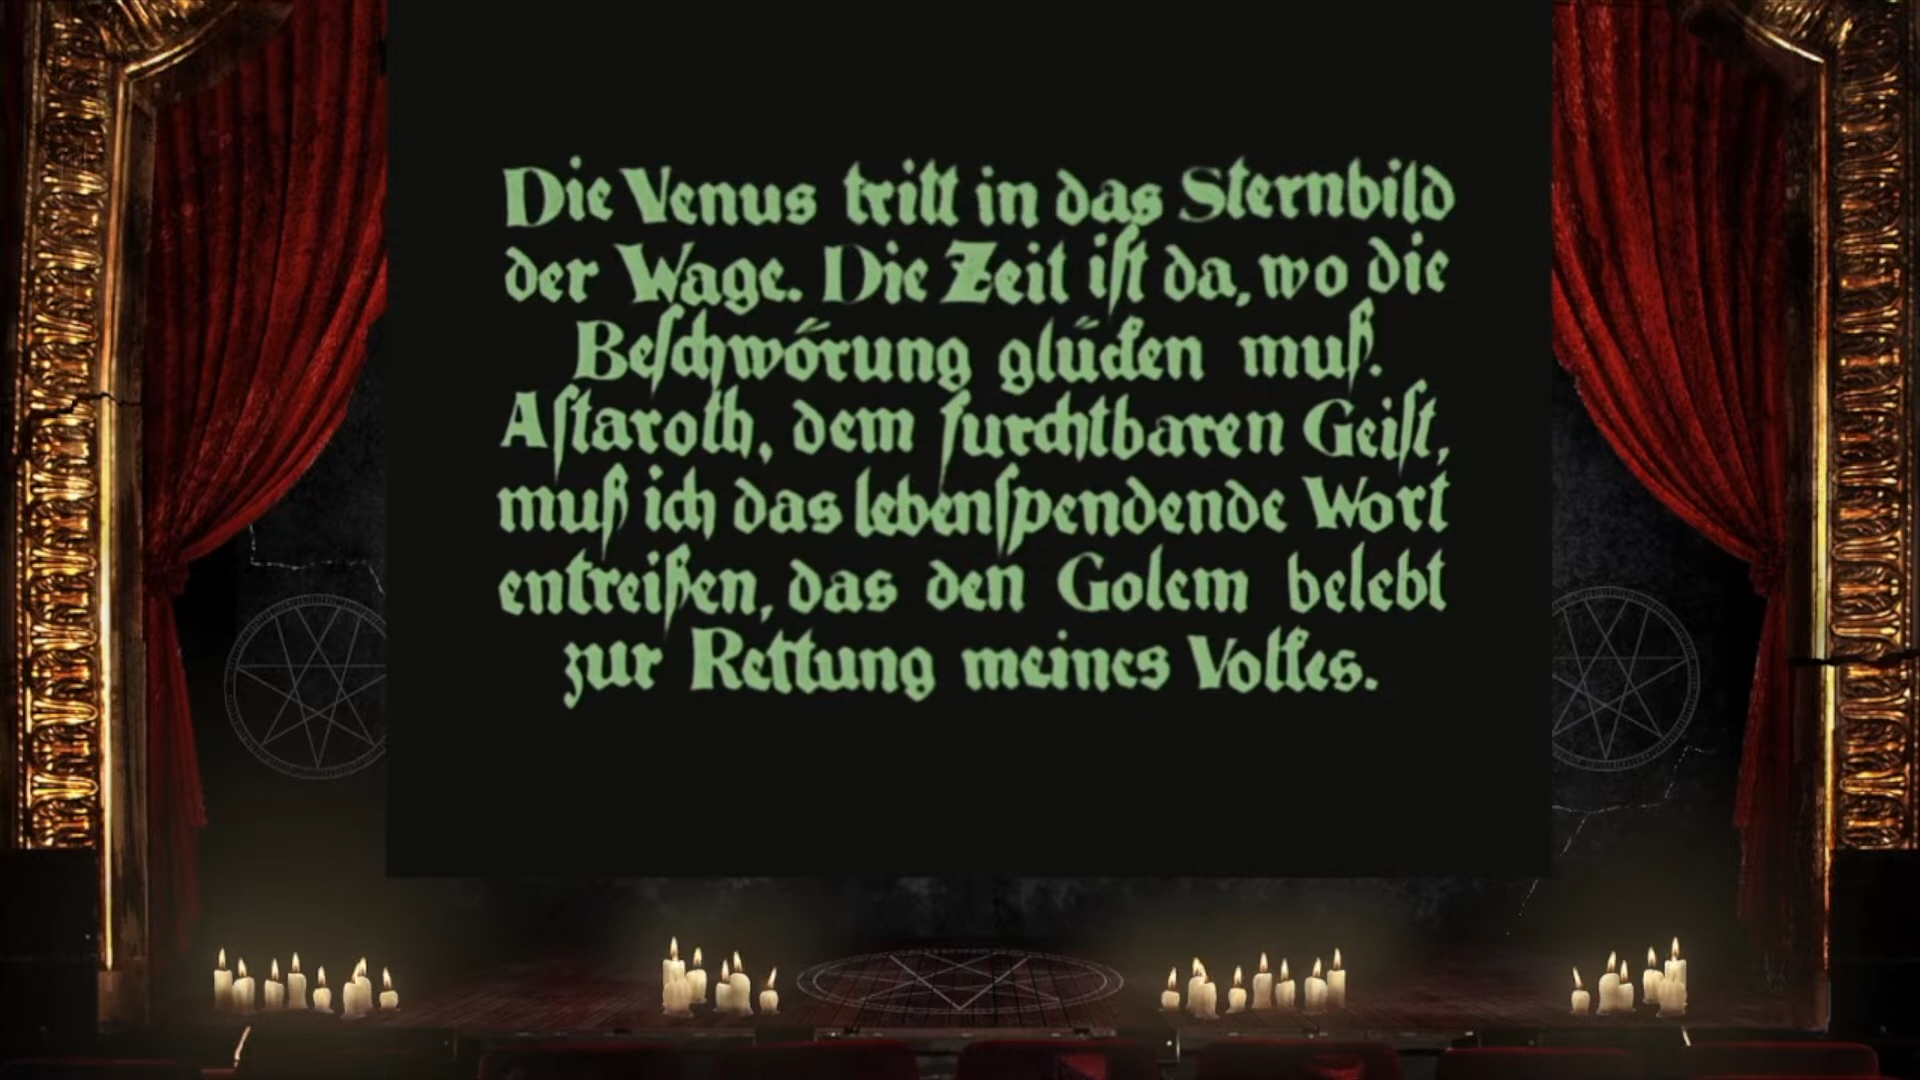 Die Venus tritt in das Sternbild
der Wage. Die Zeit iſt da, wo die
Beſchwörung glücken muß.
Aſtaroth, dem furchtbaren Geiſt,
muß ich das lebenſpendende Wort
entreißen, das den Golem belebt
zur Rettung meines Volkes.